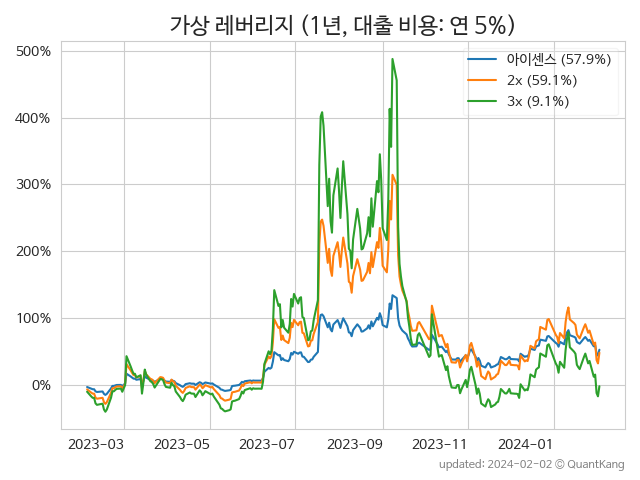 가상 레버리지 (1년, 대출 비용: 연 5%)
아이센스 (57.9%)
2x (59.1%)
3x (9.1%)
500%
400%
300%
200%
100%
0%
2023-03
2023-05
2023-07
2023-09
2023-11
2024-01
updated: 2024-02-02 © QuantKang